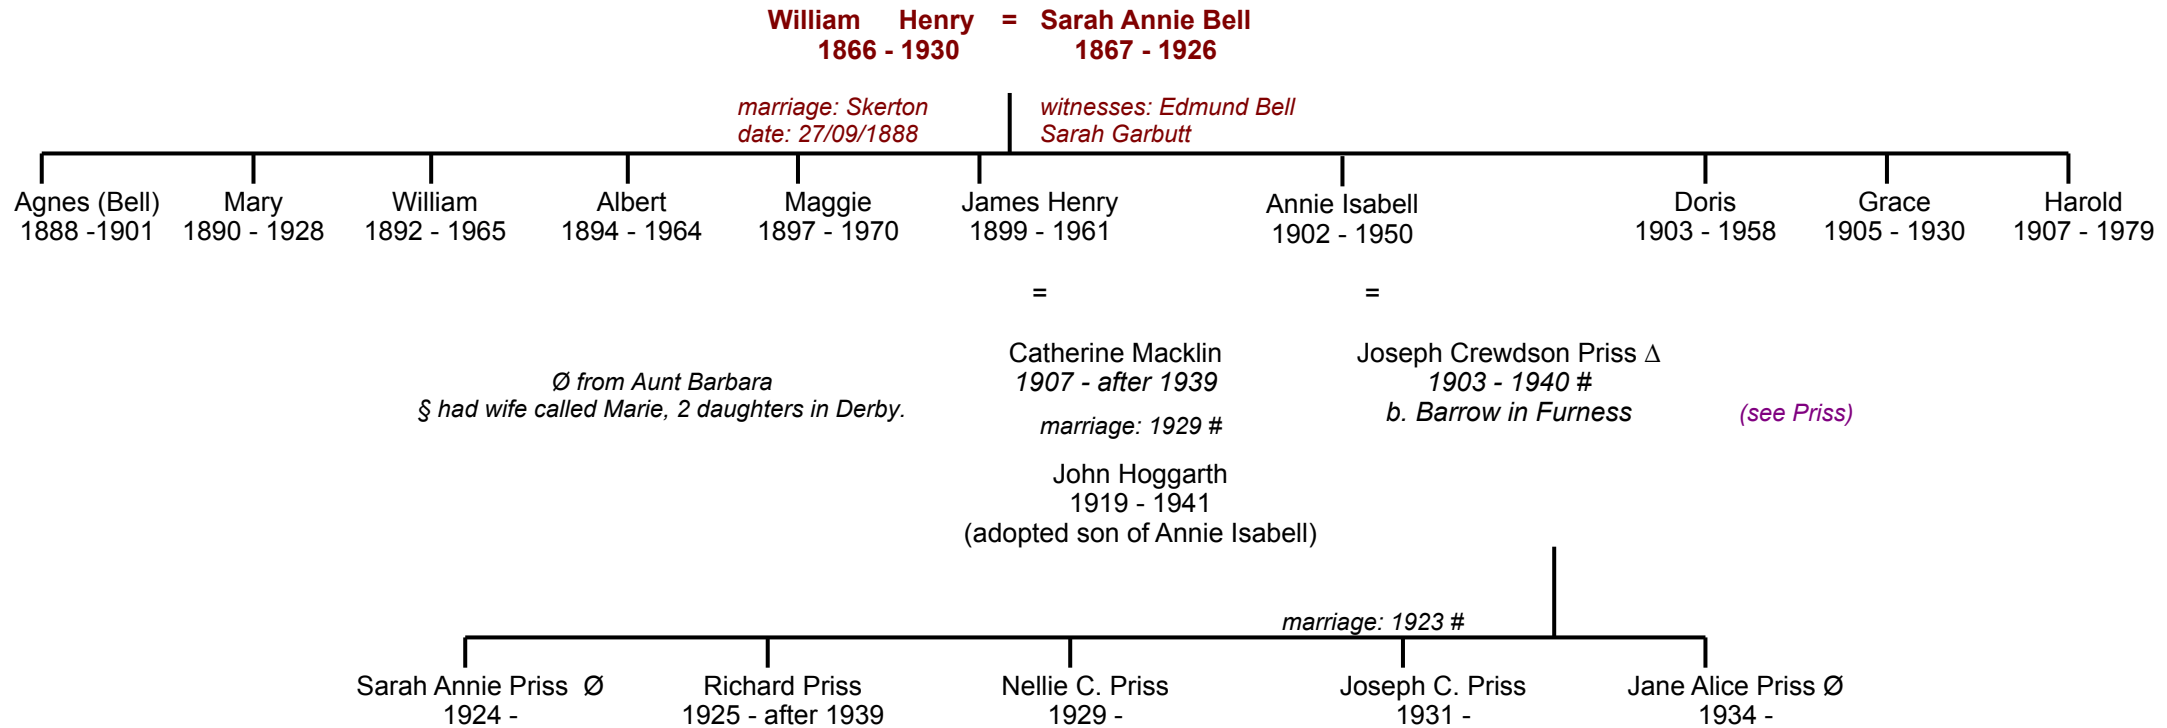 William Henry = Sarah Annie Bell
1866 - 1930 1867 - 1926
marriage: Skerton witnesses: Edmund Bell
date: 27/09/1888 Sarah Garbutt
Agnes (Bell) Mary William Albert Maggie James Henry Annie Isabell Doris Grace Harold
1888 -1901 1890 - 1928 1892 - 1965 1894 - 1964 1897 - 1970 1899 - 1961 1902 - 1950 1903 - 1958 1905 - 1930 1907 - 1979
= =
Catherine Macklin Joseph Crewdson Priss Δ
Ø from Aunt Barbara 1907 - after 1939 1903 - 1940 #
§ had wife called Marie, 2 daughters in Derby. b. Barrow in Furness (see Priss)
marriage: 1929 #
John Hoggarth
1919 - 1941
(adopted son of Annie Isabell)
marriage: 1923 #
Sarah Annie Priss Ø Richard Priss Nellie C. Priss Joseph C. Priss Jane Alice Priss Ø
1924 - 1925 - after 1939 1929 - 1931 - 1934 -